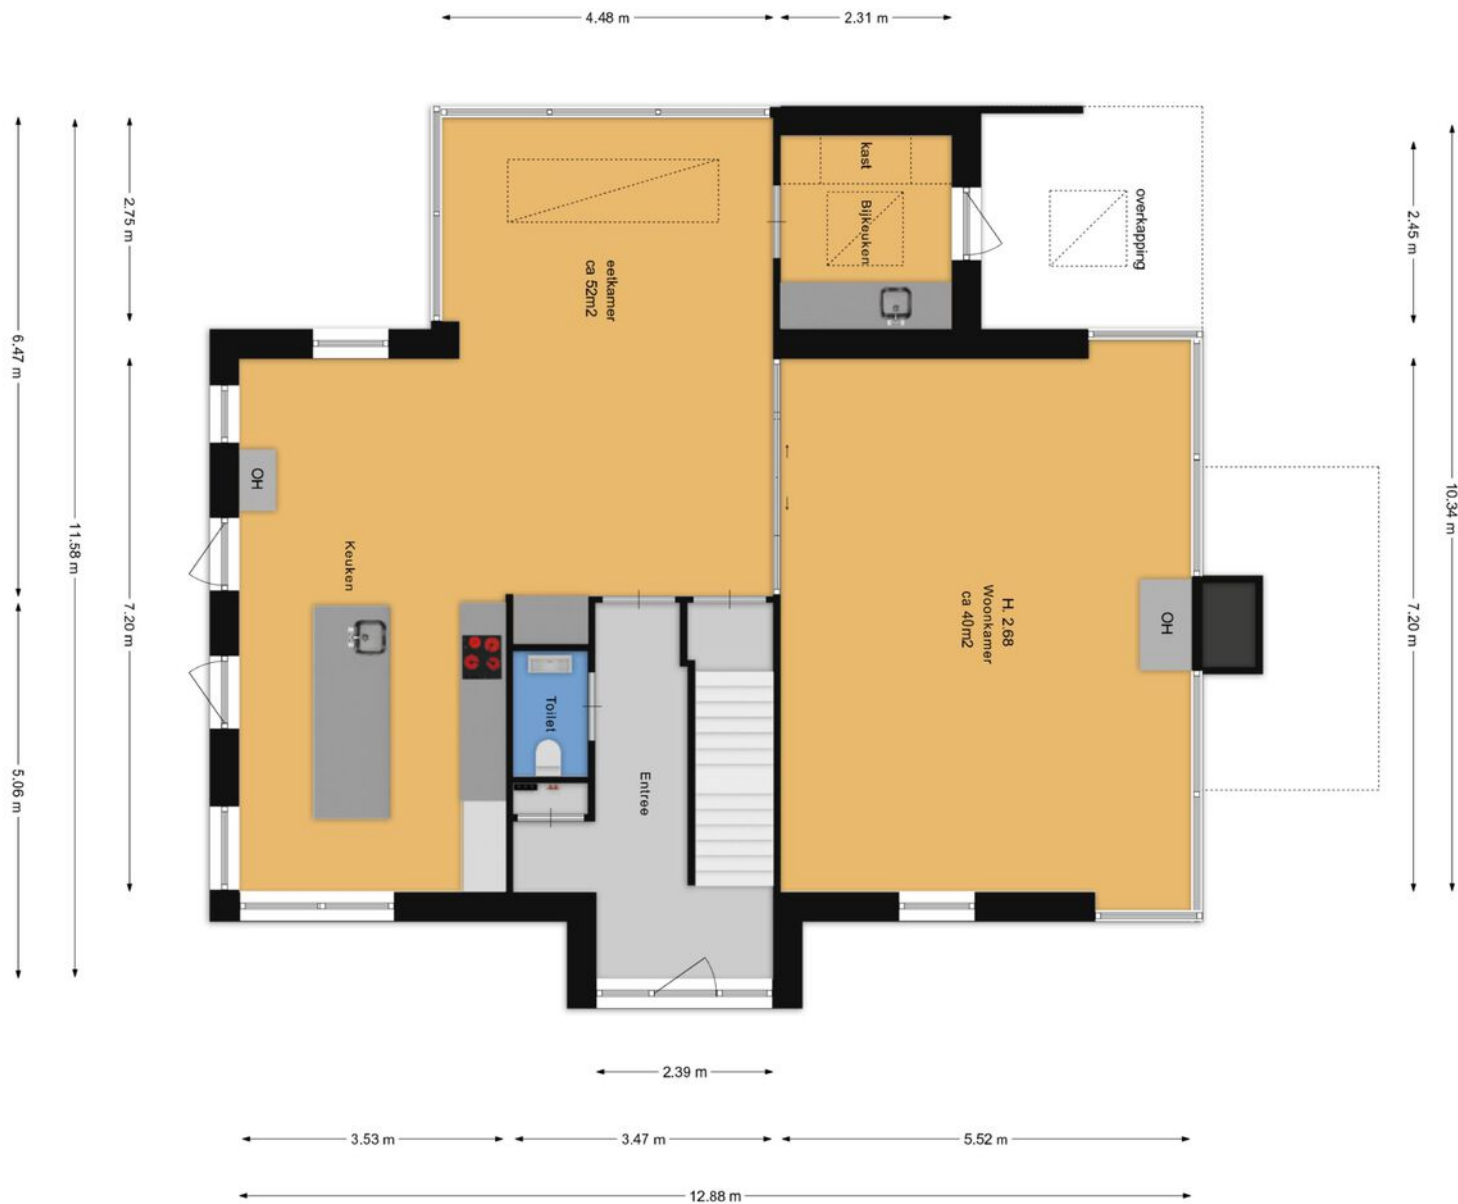 4.48 m
2.31 m
kast
Bijkeuken
overkapping
2.75 m
2.45 m
eetkamer
ca 52m2
6.47 m
11.58 m
10.34 m
OH
Keuken
7.20 m
H. 2.68
Woonkamer
ca 40m2
OH
7.20 m
Toilet
Entree
5.06 m
2.39 m
3.53 m
3.47 m
5.52 m
12.88 m